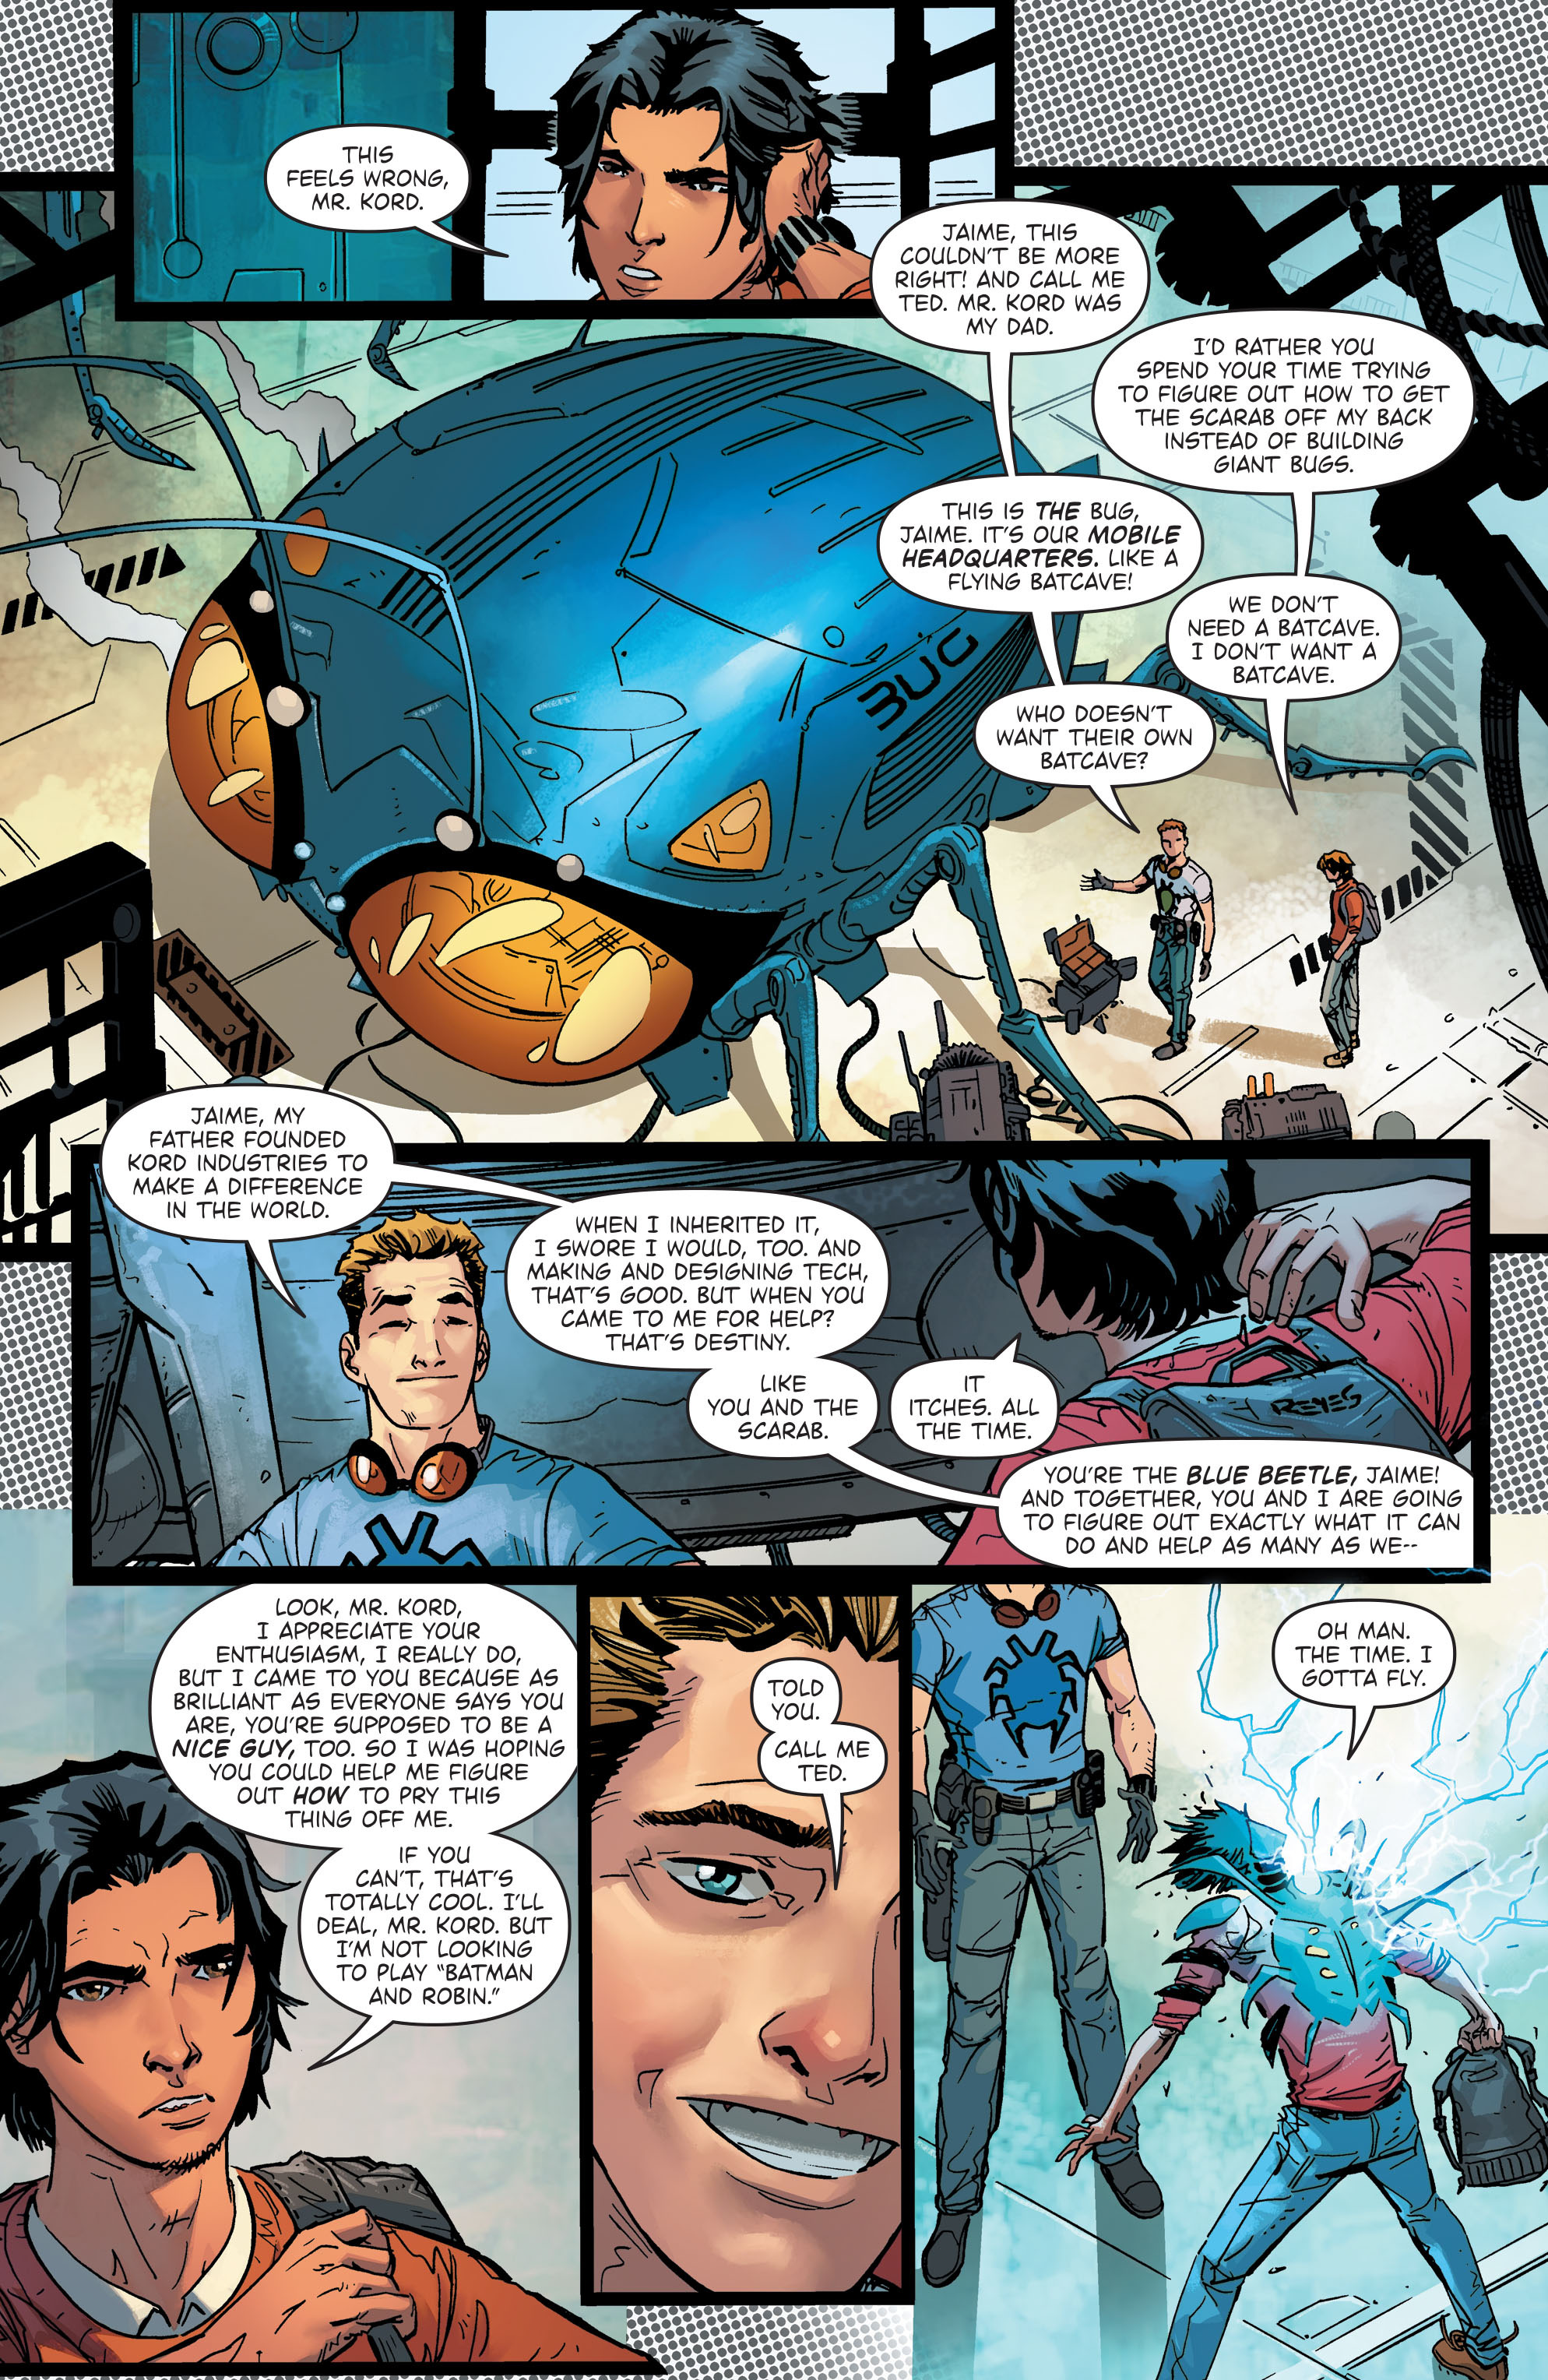 THIS
FEELS WRONG,
MR. KORD.
JAIME, THIS
COULDN'T BE MORE
RIGHT! AND CALL ME
TED. MR. KORD WAS
MY DAD.
I'D RATHER YOU
SPEND YOUR TIME TRYING
TO FIGURE OUT HOW TO GET
THE SCARAB OFF MY BACK
INSTEAD OF BUILDING
GIANT BUGS.
THIS IS THE BUG,
JAIME. IT'S OUR MOBILE
HEADQUARTERS. LIKE A
FLYING BATCAVE!
WE DON'T
NEED A BATCAVE.
I DON'T WANT A
BATCAVE.
WHO DOESN'T
WANT THEIR OWN
BATCAVE?
BUG
JAIME, MY
FATHER FOUNDED
KORD INDUSTRIES TO
MAKE A DIFFERENCE
IN THE WORLD.
WHEN I INHERITED IT,
I SWORE I WOULD, TOO. AND
MAKING AND DESIGNING TECH,
THAT'S GOOD. BUT WHEN YOU
CAME TO ME FOR HELP?
THAT'S DESTINY.
LIKE
YOU AND THE
SCARAB.
IT
ITCHES. ALL
THE TIME.
REYES
YOU'RE THE BLUE BEETLE, JAIME!
AND TOGETHER, YOU AND I ARE GOING
TO FIGURE OUT EXACTLY WHAT IT CAN
DO AND HELP AS MANY AS WE--
LOOK, MR. KORD,
I APPRECIATE YOUR
ENTHUSIASM, I REALLY DO,
BUT I CAME TO YOU BECAUSE AS
BRILLIANT AS EVERYONE SAYS YOU
ARE, YOU'RE SUPPOSED TO BE A
NICE GUY, TOO. SO I WAS HOPING
YOU COULD HELP ME FIGURE
OUT HOW TO PRY THIS
THING OFF ME.
IF YOU
CAN'T, THAT'S
TOTALLY COOL. I'LL
DEAL, MR. KORD. BUT
I'M NOT LOOKING
TO PLAY "BATMAN
AND ROBIN."
TOLD
YOU.
CALL ME
TED.
OH MAN.
THE TIME. I
GOTTA FLY.